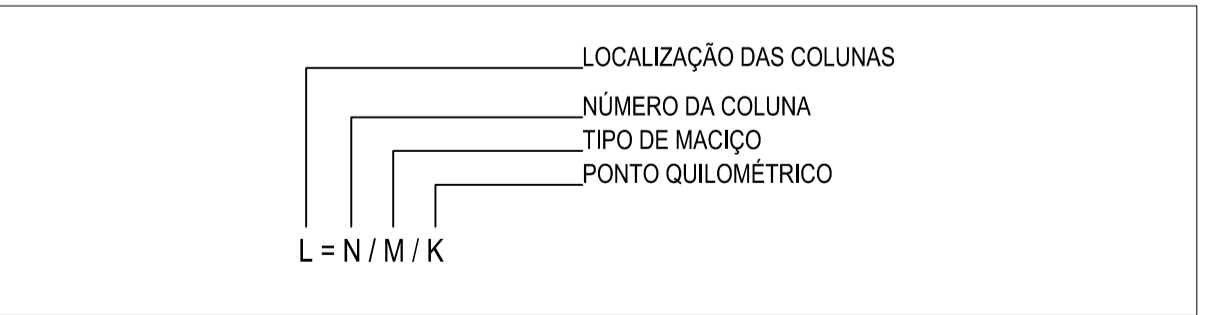 LOCALIZAÇÃO DAS COLUNAS
NÚMERO DA COLUNA
TIPO DE MACIÇO
PONTO QUILOMÉTRICO
L = N / M / K